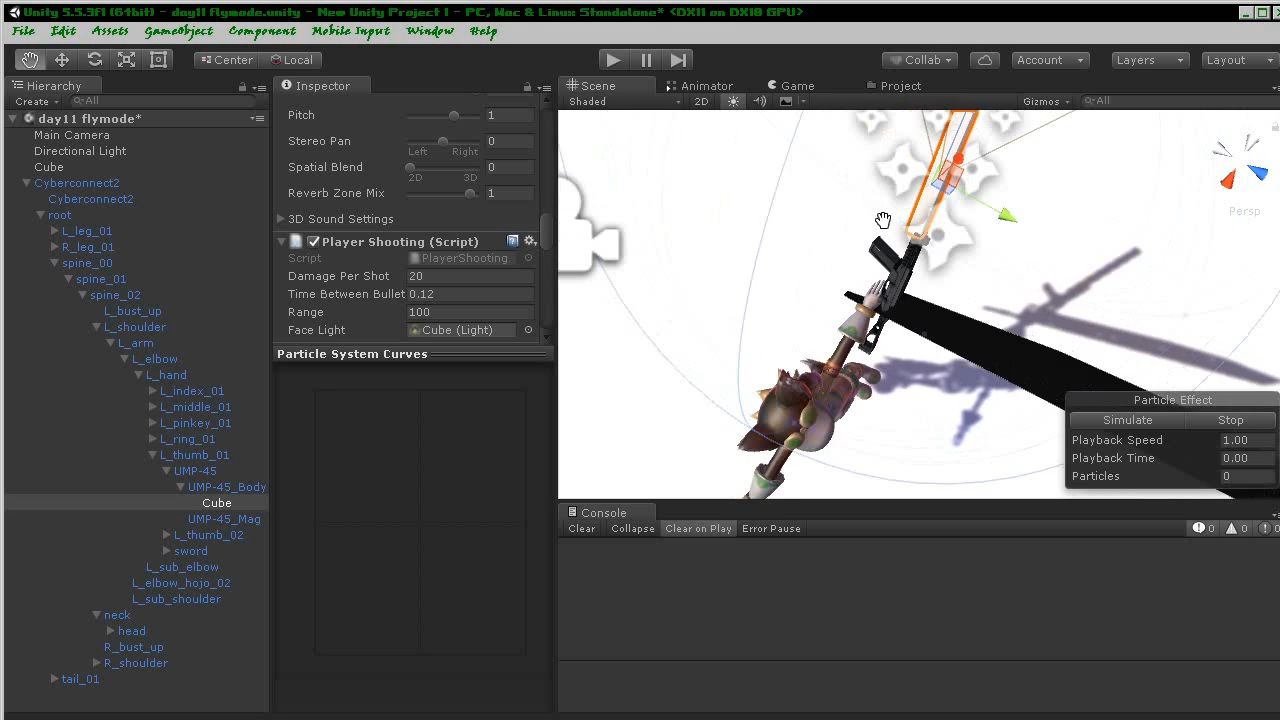 Unity 5.5.3f1 (64bit) - day11 flymode.unity - New Unity Project 1 - PC, Mac & Linux Standalone* <DX11 on DX10 GPU>
File Edit Assets GameObject Component Mobile Input Window Help
Center Local Collab Account Layers Layout
Hierarchy
Create All
day11 flymode*
Main Camera
Directional Light
Cube
Cyberconnect2
Cyberconnect2
root
L_leg_01
R_leg_01
spine_00
spine_01
spine_02
L_bust_up
L_shoulder
L_arm
L_elbow
L_hand
L_index_01
L_middle_01
L_pinkey_01
L_ring_01
L_thumb_01
UMP-45
UMP-45_Body
Cube
UMP-45_Mag
L_thumb_02
sword
L_sub_elbow
L_elbow_hojo_02
L_sub_shoulder
neck
head
R_bust_up
R_shoulder
tail_01
Inspector
Pitch 1
Stereo Pan 0
Left Right
Spatial Blend 0
2D 3D
Reverb Zone Mix 1
3D Sound Settings
Player Shooting (Script)
Script PlayerShooting
Damage Per Shot 20
Time Between Bullet 0.12
Range 100
Face Light Cube (Light)
Particle System Curves
Scene Animator Game Project
Shaded 2D Gizmos All
Persp
Particle Effect
Simulate Stop
Playback Speed 1.00
Playback Time 0.00
Particles 0
Console
Clear Collapse Clear on Play Error Pause 0 0 0